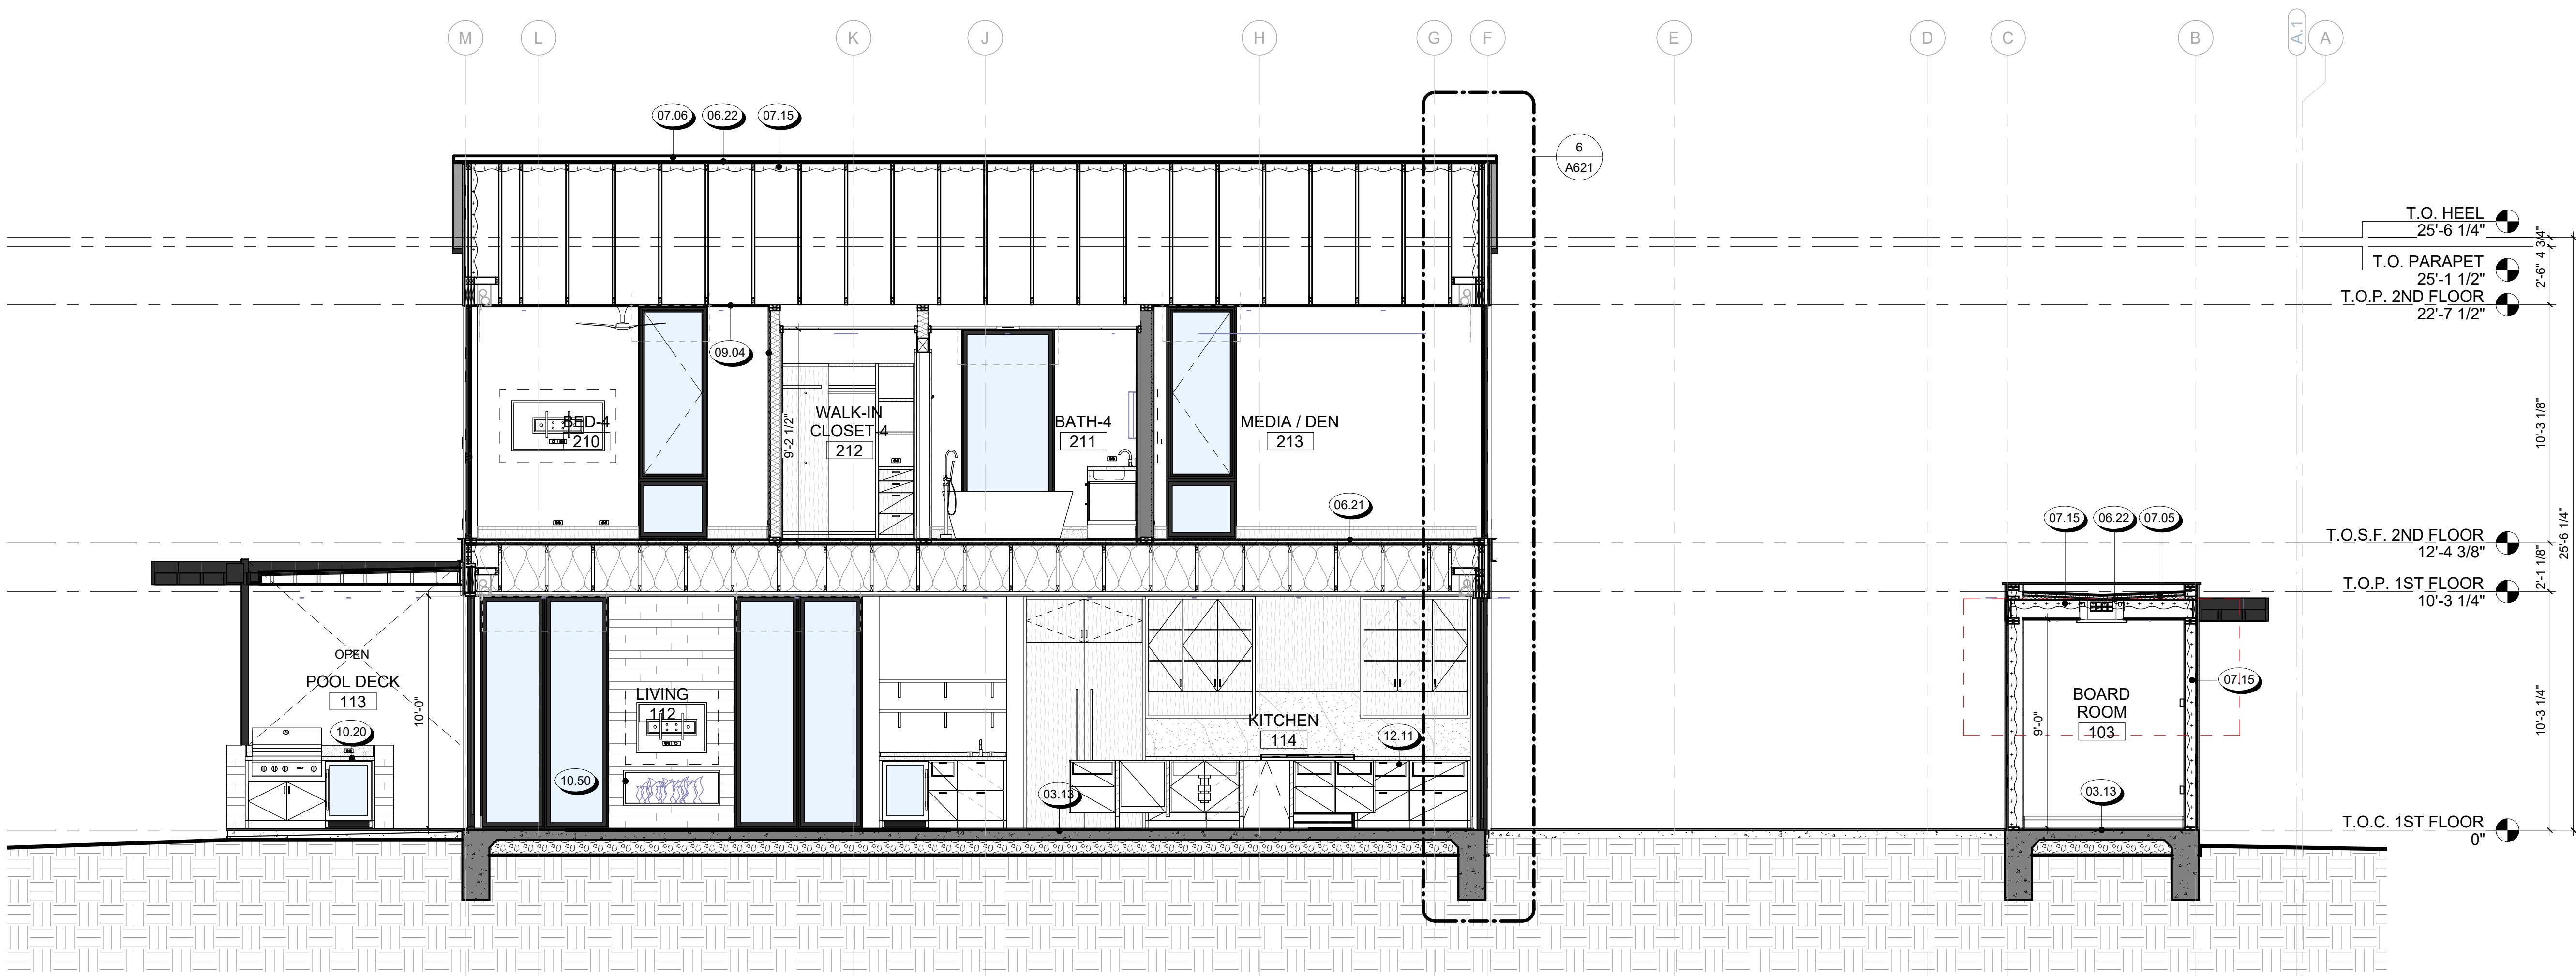 M
L
K
J
H
G
F
E
D
C
B
A.1
A
07.06
06.22
07.15
6
A621
T.O. HEEL
25'-6 1/4"
T.O. PARAPET
25'-1 1/2"
T.O.P. 2ND FLOOR
22'-7 1/2"
4 3/4"
2'-6"
09.04
BED-4
210
9'-2 1/2"
WALK-IN
CLOSET-4
212
BATH-4
211
MEDIA / DEN
213
10'-3 1/8"
06.21
07.15
06.22
07.05
T.O.S.F. 2ND FLOOR
12'-4 3/8"
2'-1 1/8"
25'-6 1/4"
T.O.P. 1ST FLOOR
10'-3 1/4"
OPEN
POOL DECK
113
10'-0"
10.20
LIVING
112
10.50
KITCHEN
114
12.11
03.13
07.15
BOARD
ROOM
103
9'-0"
03.13
10'-3 1/4"
T.O.C. 1ST FLOOR
0"